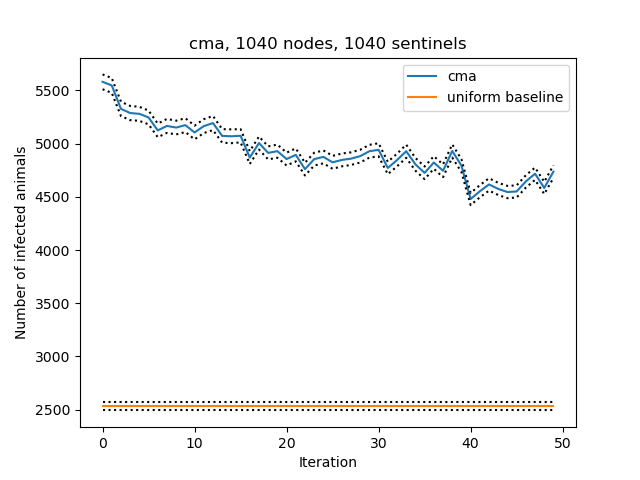 cma, 1040 nodes, 1040 sentinels
cma
uniform baseline
Number of infected animals
5500
5000
4500
4000
3500
3000
2500
0 10 20 30 40 50
Iteration